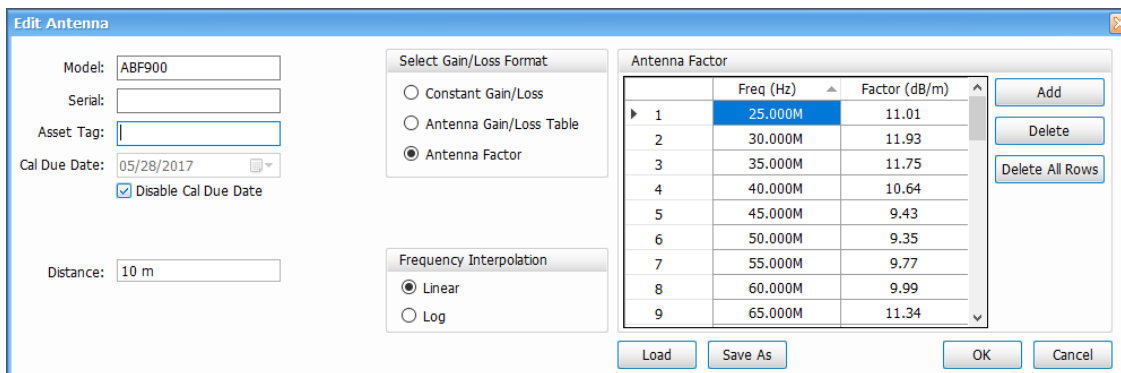 Edit Antenna
Model: ABF900
Serial:
Asset Tag:
Cal Due Date: 05/28/2017
Disable Cal Due Date
Distance: 10 m
Select Gain/Loss Format
Constant Gain/Loss
Antenna Gain/Loss Table
Antenna Factor
Frequency Interpolation
Linear
Log
Antenna Factor
Freq (Hz) Factor (dB/m)
1 25.000M 11.01
2 30.000M 11.93
3 35.000M 11.75
4 40.000M 10.64
5 45.000M 9.43
6 50.000M 9.35
7 55.000M 9.77
8 60.000M 9.99
9 65.000M 11.34
Add
Delete
Delete All Rows
Load Save As OK Cancel